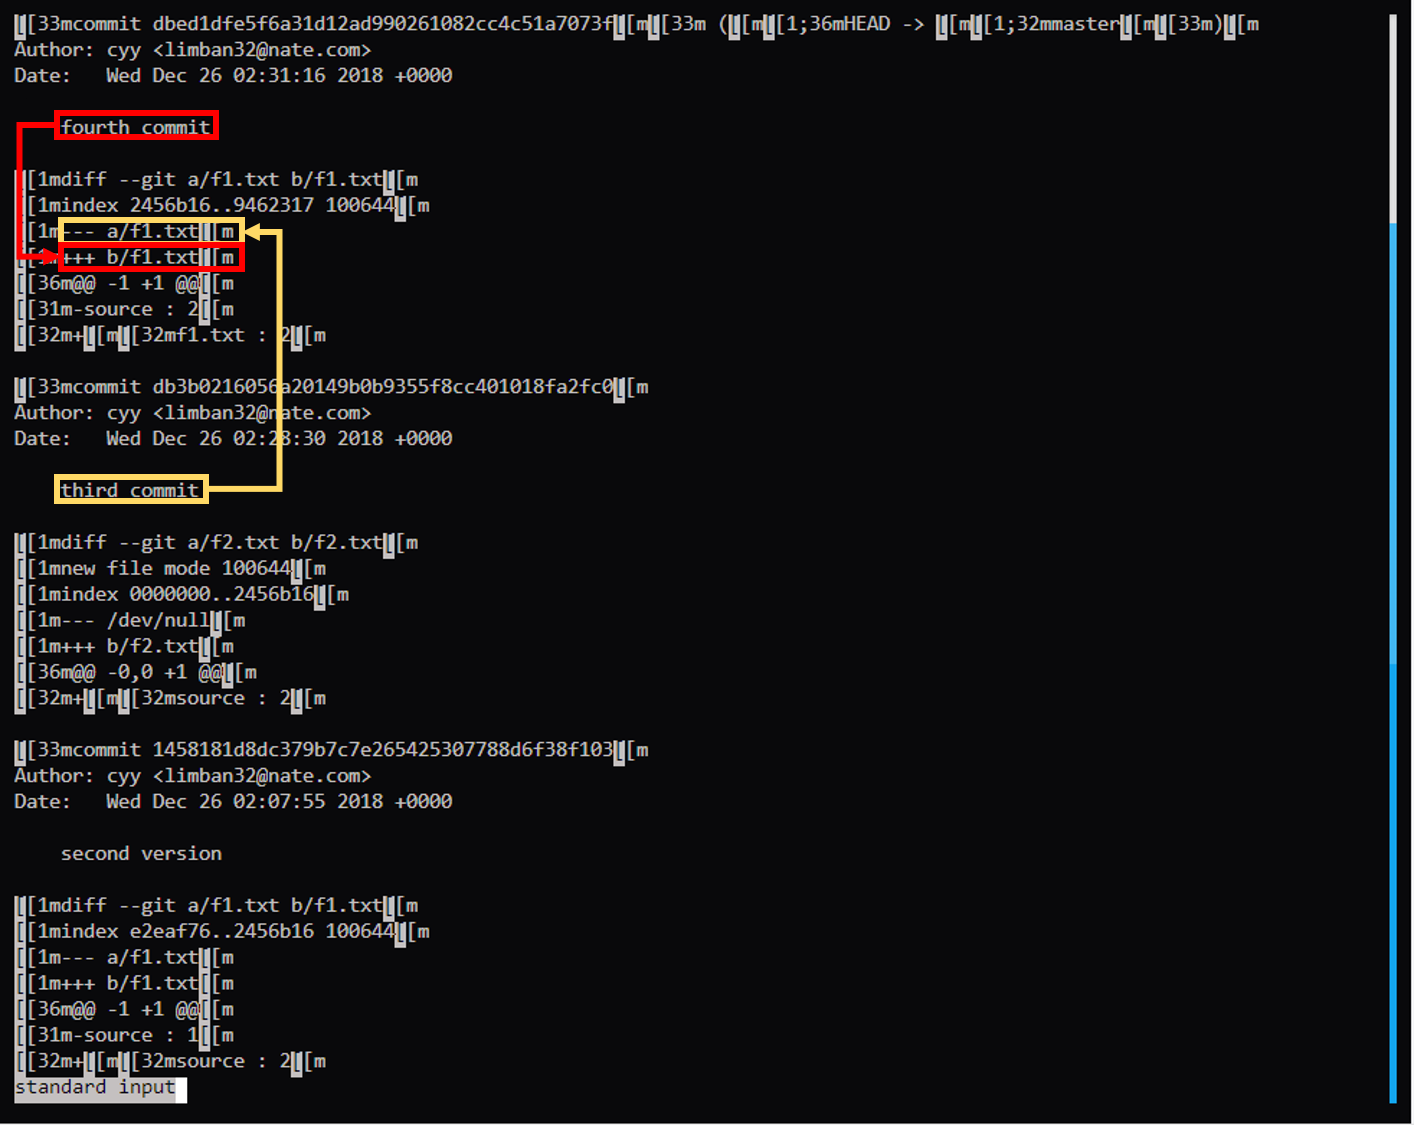 [[33mcommit dbed1dfe5f6a31d12ad990261082cc4c51a7073f[[m[[33m ([[m[[1;36mHEAD -> [[m[[1;32mmaster[[m[[33m)[[m
Author: cyy <limban32@nate.com>
Date:   Wed Dec 26 02:31:16 2018 +0000
fourth commit
[[1mdiff --git a/f1.txt b/f1.txt[[m
[[1mindex 2456b16..9462317 100644[[m
[[1m--- a/f1.txt[[m
[[1m+++ b/f1.txt[[m
[[36m@@ -1 +1 @@[[m
[[31m-source : 2[[m
[[32m+[[m[[32mf1.txt : 2[[m
[[33mcommit db3b0216056a20149b0b9355f8cc401018fa2fc0[[m
Author: cyy <limban32@nate.com>
Date:   Wed Dec 26 02:28:30 2018 +0000
third commit
[[1mdiff --git a/f2.txt b/f2.txt[[m
[[1mnew file mode 100644[[m
[[1mindex 0000000..2456b16[[m
[[1m--- /dev/null[[m
[[1m+++ b/f2.txt[[m
[[36m@@ -0,0 +1 @@[[m
[[32m+[[m[[32msource : 2[[m
[[33mcommit 1458181d8dc379b7c7e265425307788d6f38f103[[m
Author: cyy <limban32@nate.com>
Date:   Wed Dec 26 02:07:55 2018 +0000
second version
[[1mdiff --git a/f1.txt b/f1.txt[[m
[[1mindex e2eaf76..2456b16 100644[[m
[[1m--- a/f1.txt[[m
[[1m+++ b/f1.txt[[m
[[36m@@ -1 +1 @@[[m
[[31m-source : 1[[m
[[32m+[[m[[32msource : 2[[m
standard input